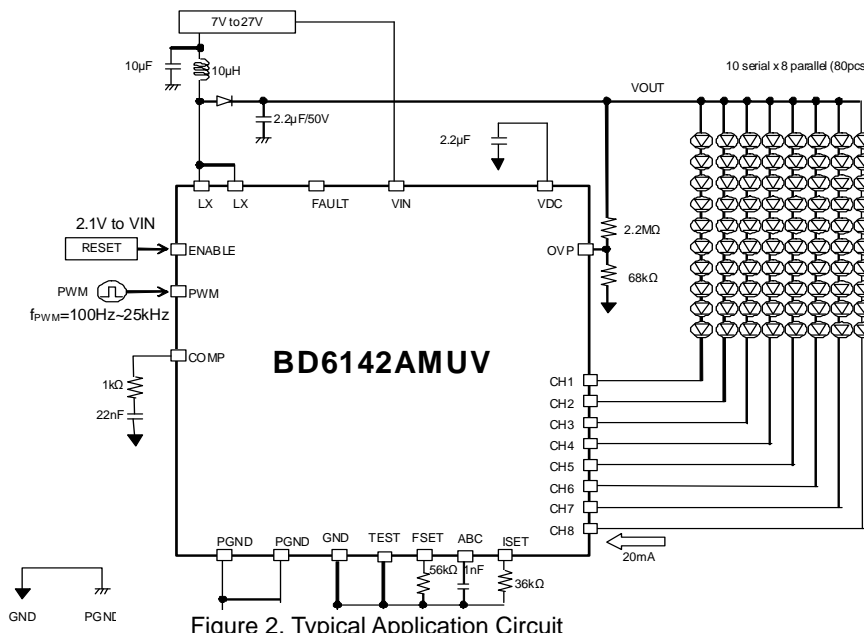 7V to 27V
10µF
10µH
10 serial x 8 parallel (80pcs
VOUT
2.2µF/50V
2.2µF
LX
LX
FAULT
VIN
VDC
2.1V to VIN
RESET
ENABLE
OVP
2.2MΩ
68kΩ
PWM
PWM
fPWM=100Hz~25kHz
COMP
BD6142AMUV
1kΩ
22nF
CH1
CH2
CH3
CH4
CH5
CH6
CH7
CH8
20mA
PGND
PGND
GND
TEST
FSET
ABC
ISET
56kΩ
1nF
36kΩ
GND
Figure 2. Typical Application Circuit